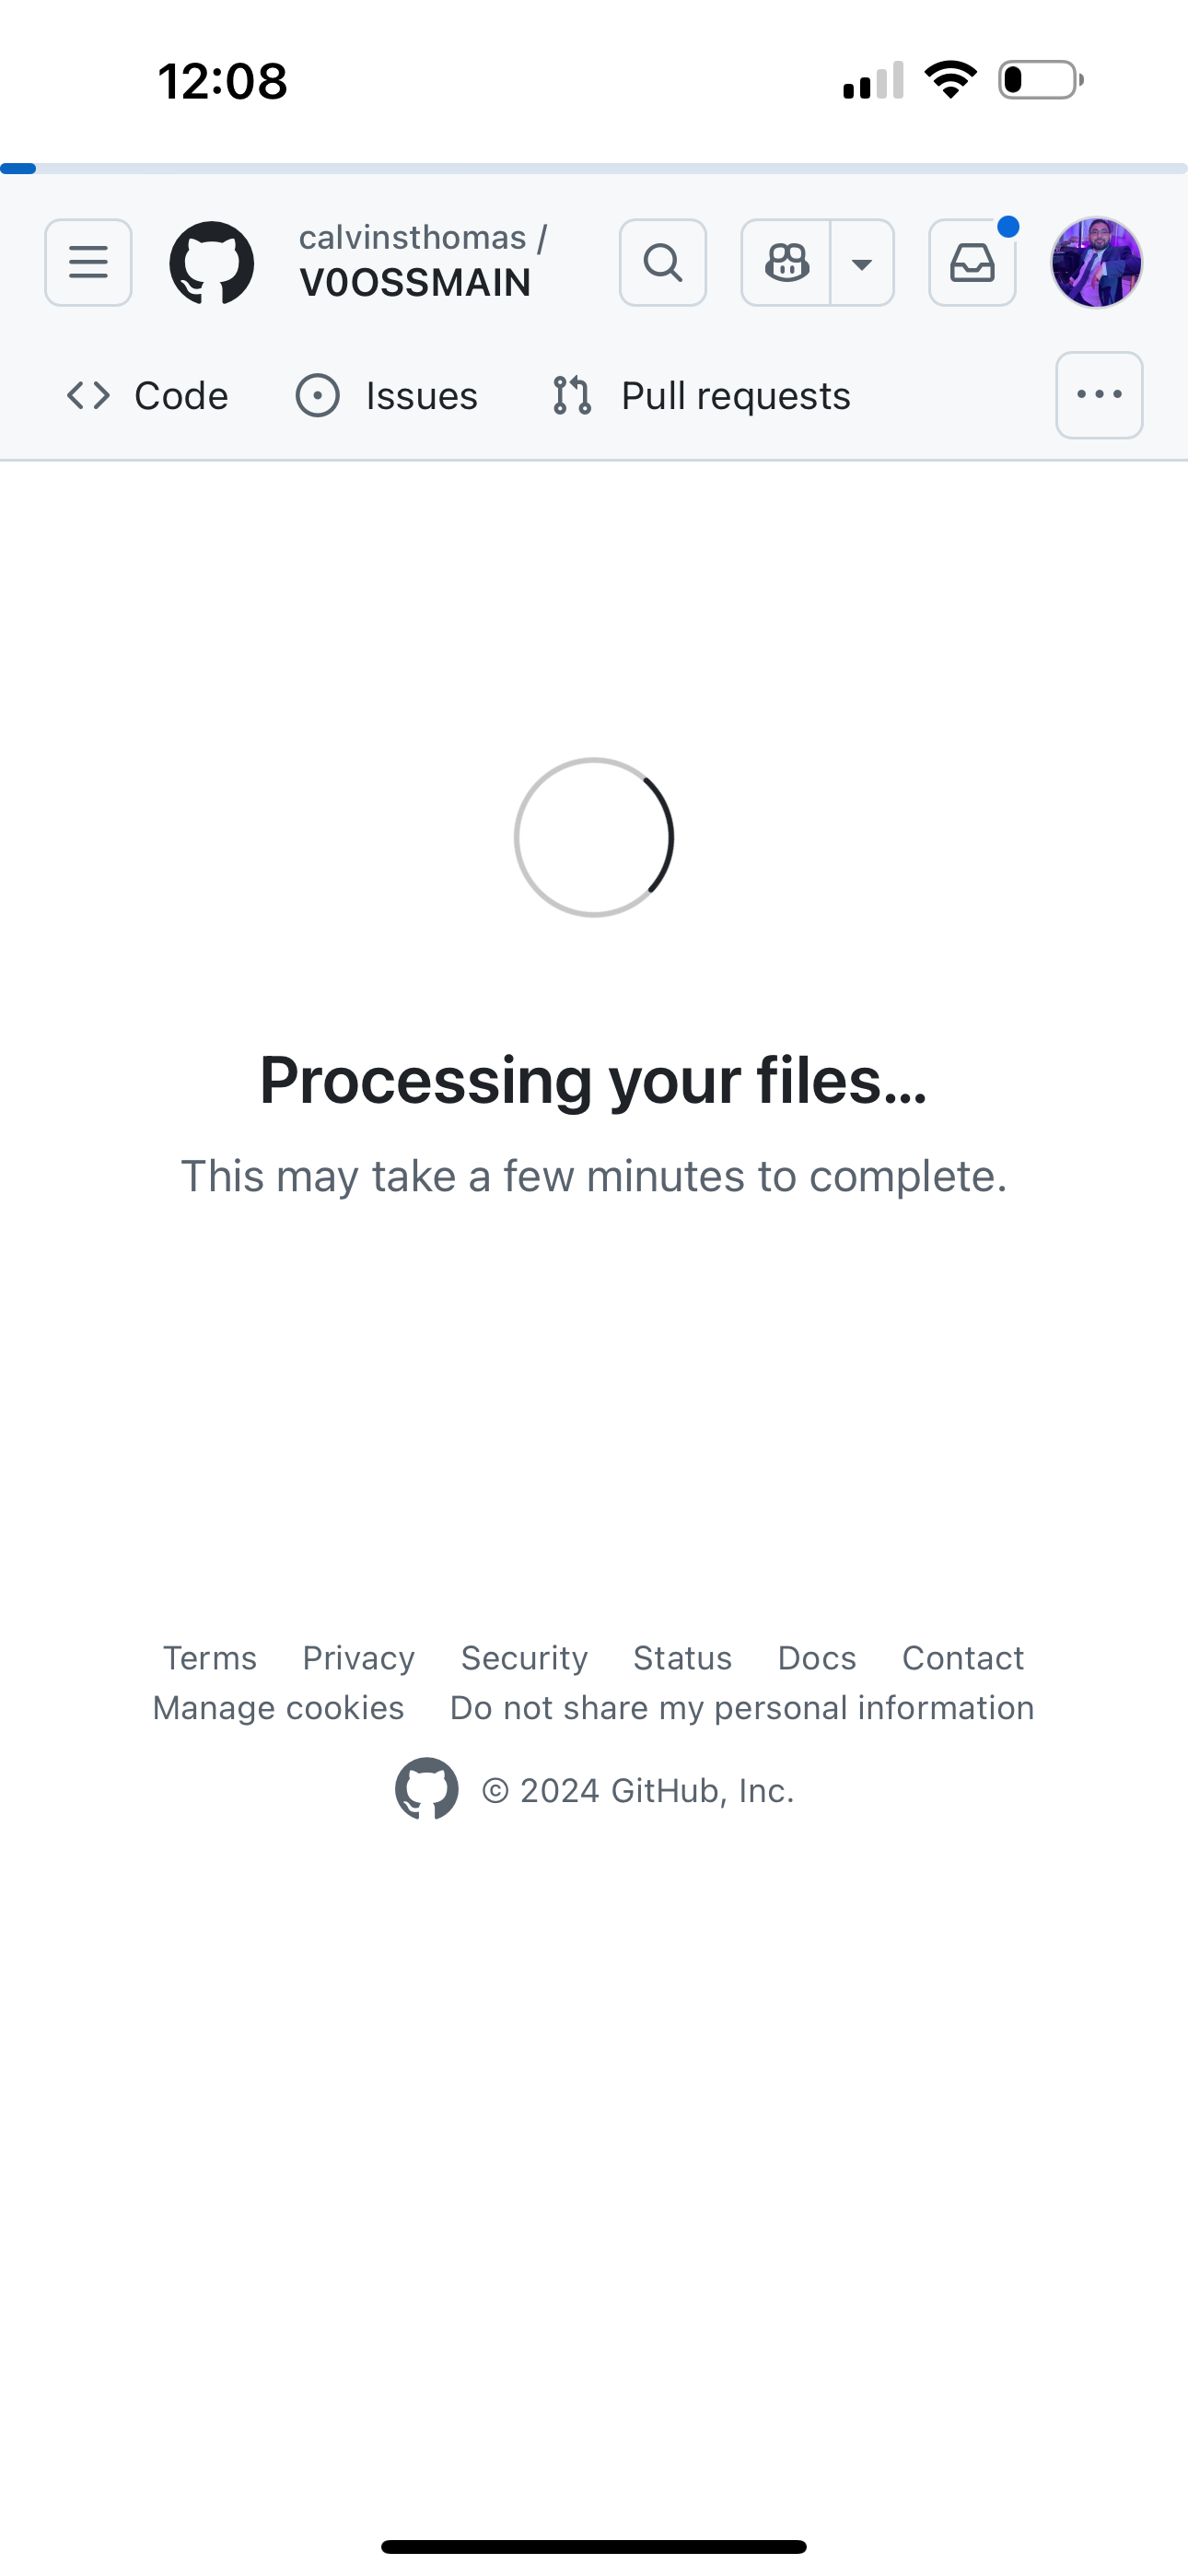 12:08
calvinsthomas /
V0OSSMAIN
Code Issues Pull requests
Processing your files...
This may take a few minutes to complete.
Terms Privacy Security Status Docs Contact
Manage cookies Do not share my personal information
© 2024 GitHub, Inc.